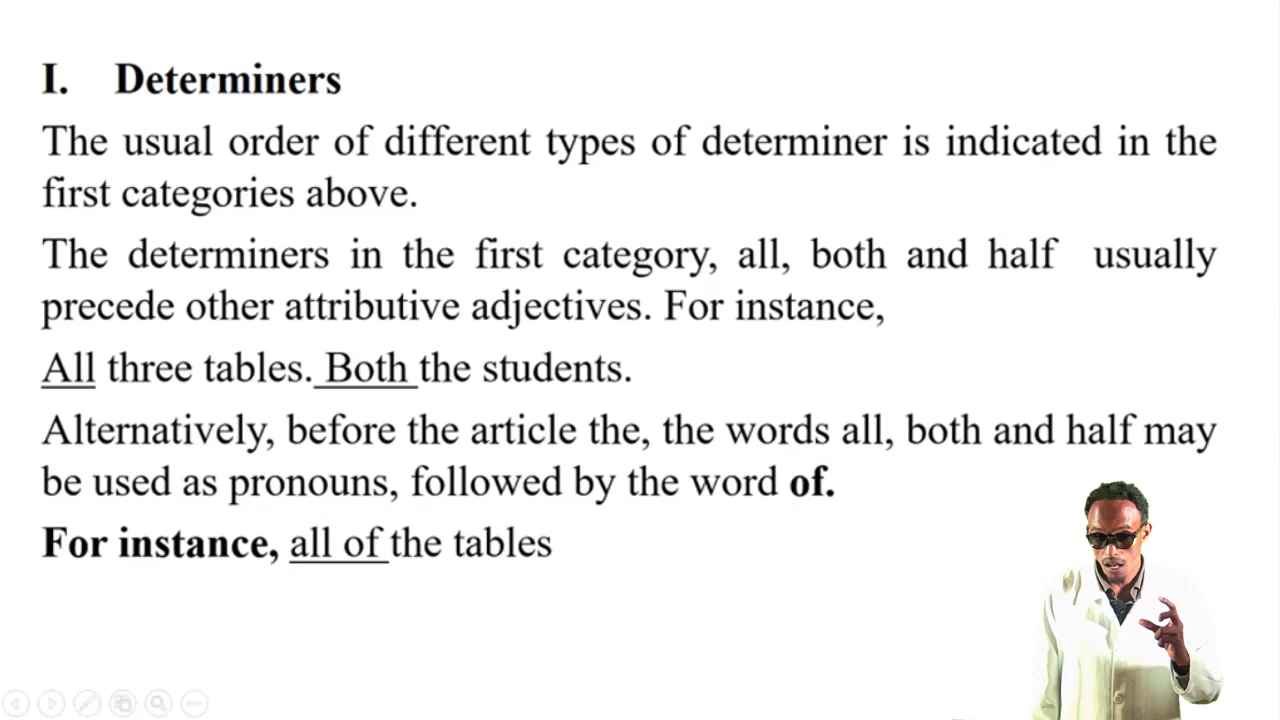 I. Determiners
The usual order of different types of determiner is indicated in the
first categories above.
The determiners in the first category, all, both and half usually
precede other attributive adjectives. For instance,
All three tables. Both the students.
Alternatively, before the article the, the words all, both and half may
be used as pronouns, followed by the word of.
For instance, all of the tables